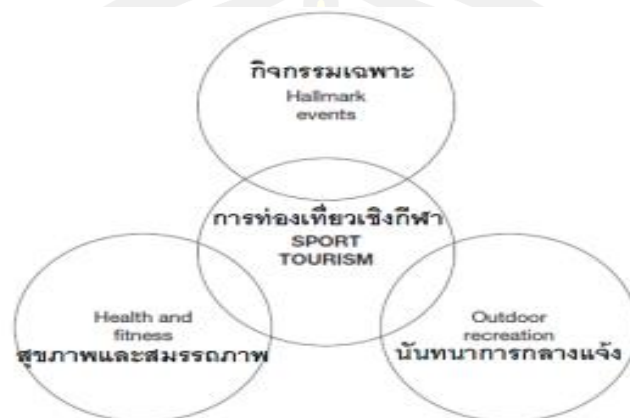 กิจกรรมเฉพาะ
Hallmark
events
การท่องเที่ยวเชิงกีฬา
SPORT
TOURISM
Health and
fitness
สุขภาพและสมรรถภาพ
Outdoor
recreation
นันทนาการกลางแจ้ง